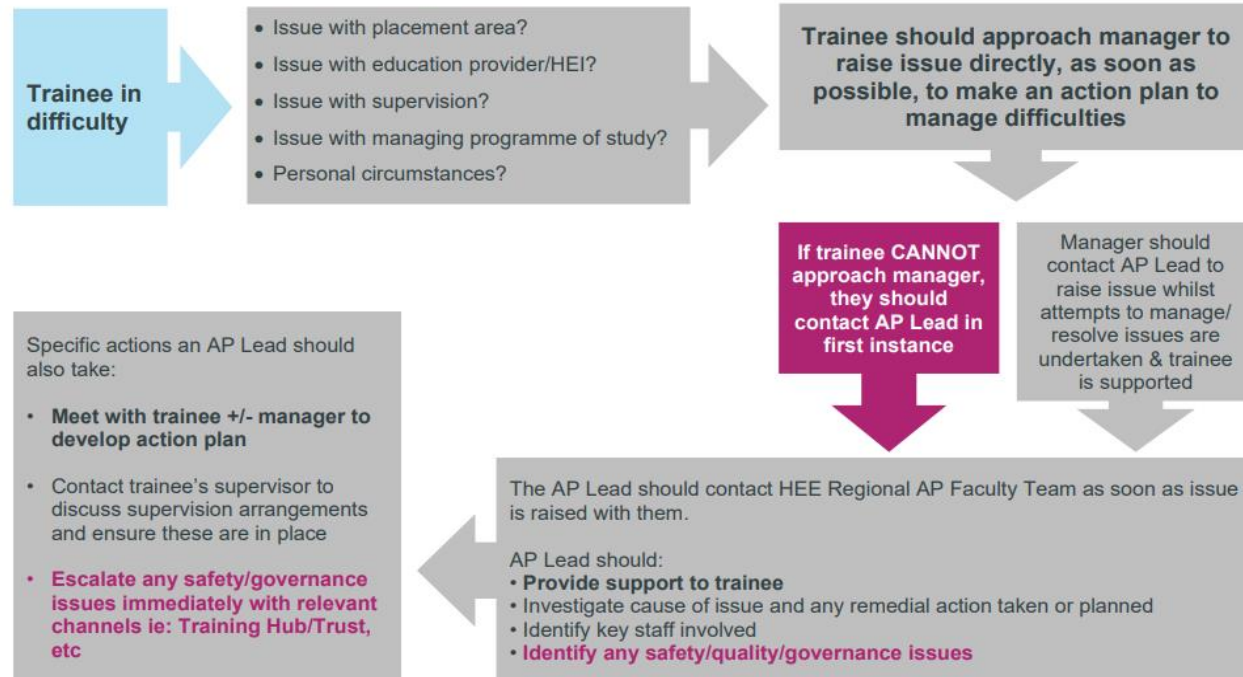 Trainee in
difficulty
• Issue with placement area?
• Issue with education provider/HEI?
• Issue with supervision?
• Issue with managing programme of study?
• Personal circumstances?
Trainee should approach manager to
raise issue directly, as soon as
possible, to make an action plan to
manage difficulties
If trainee CANNOT
approach manager,
they should
contact AP Lead in
first instance
Manager should
contact AP Lead to
raise issue whilst
attempts to manage/
resolve issues are
undertaken & trainee
is supported
The AP Lead should contact HEE Regional AP Faculty Team as soon as issue
is raised with them.
AP Lead should:
• Provide support to trainee
• Investigate cause of issue and any remedial action taken or planned
• Identify key staff involved
• Identify any safety/quality/governance issues
Specific actions an AP Lead should
also take:
• Meet with trainee +/- manager to
develop action plan
• Contact trainee's supervisor to
discuss supervision arrangements
and ensure these are in place
• Escalate any safety/governance
issues immediately with relevant
channels ie: Training Hub/Trust,
etc